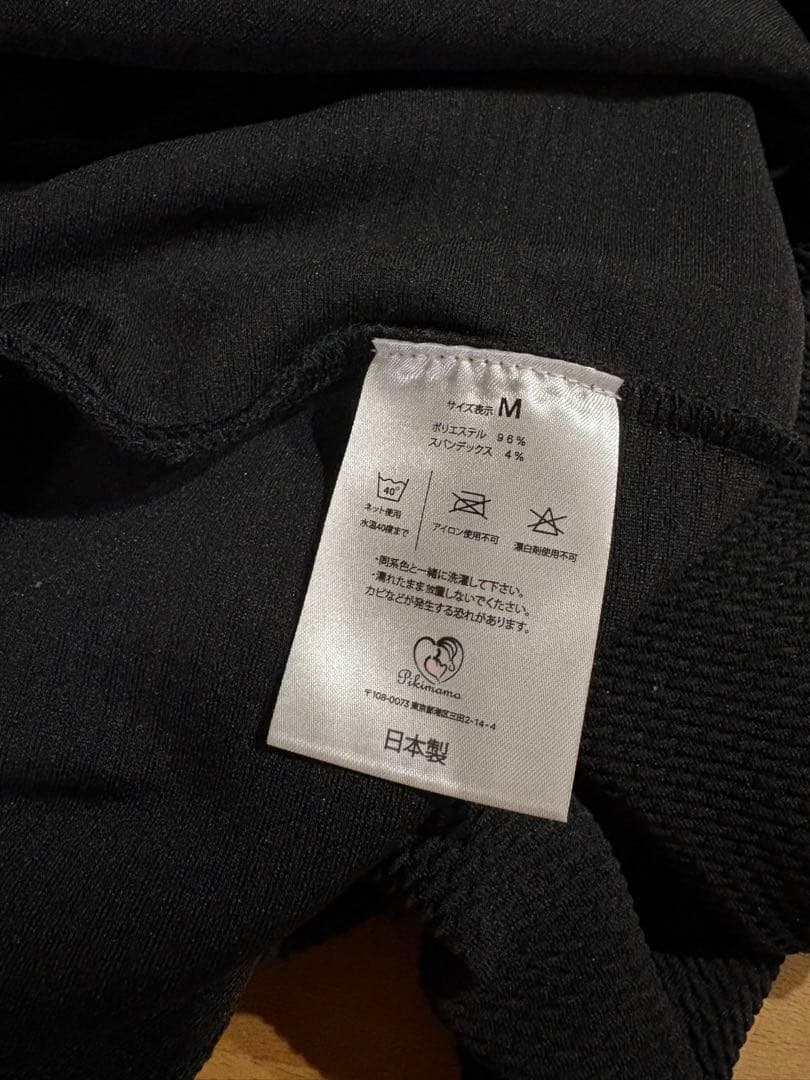 サイズ表示 M
ポリエステル 96%
スパンデックス 4%
40°
ネット使用
水温40度まで
アイロン使用不可
漂白剤使用不可
・同系色と一緒に洗濯して下さい。
・濡れたまま放置しないでください。
カビなどが発生する恐れがあります。
Pikimama
〒108-0073 東京都港区三田2-14-4
日本製